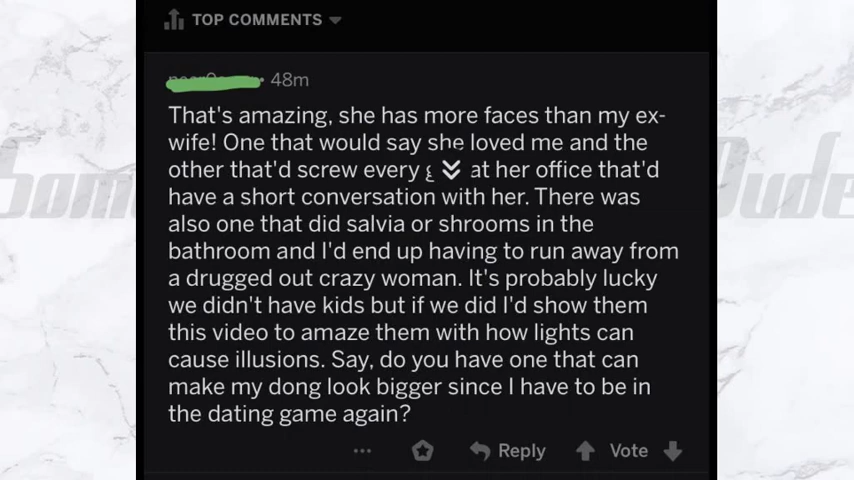 TOP COMMENTS
48m
That's amazing, she has more faces than my ex-
wife! One that would say she loved me and the
other that'd screw every at her office that'd
have a short conversation with her. There was
also one that did salvia or shrooms in the
bathroom and I'd end up having to run away from
a drugged out crazy woman. It's probably lucky
we didn't have kids but if we did I'd show them
this video to amaze them with how lights can
cause illusions. Say, do you have one that can
make my dong look bigger since I have to be in
the dating game again?
Reply Vote
Dude